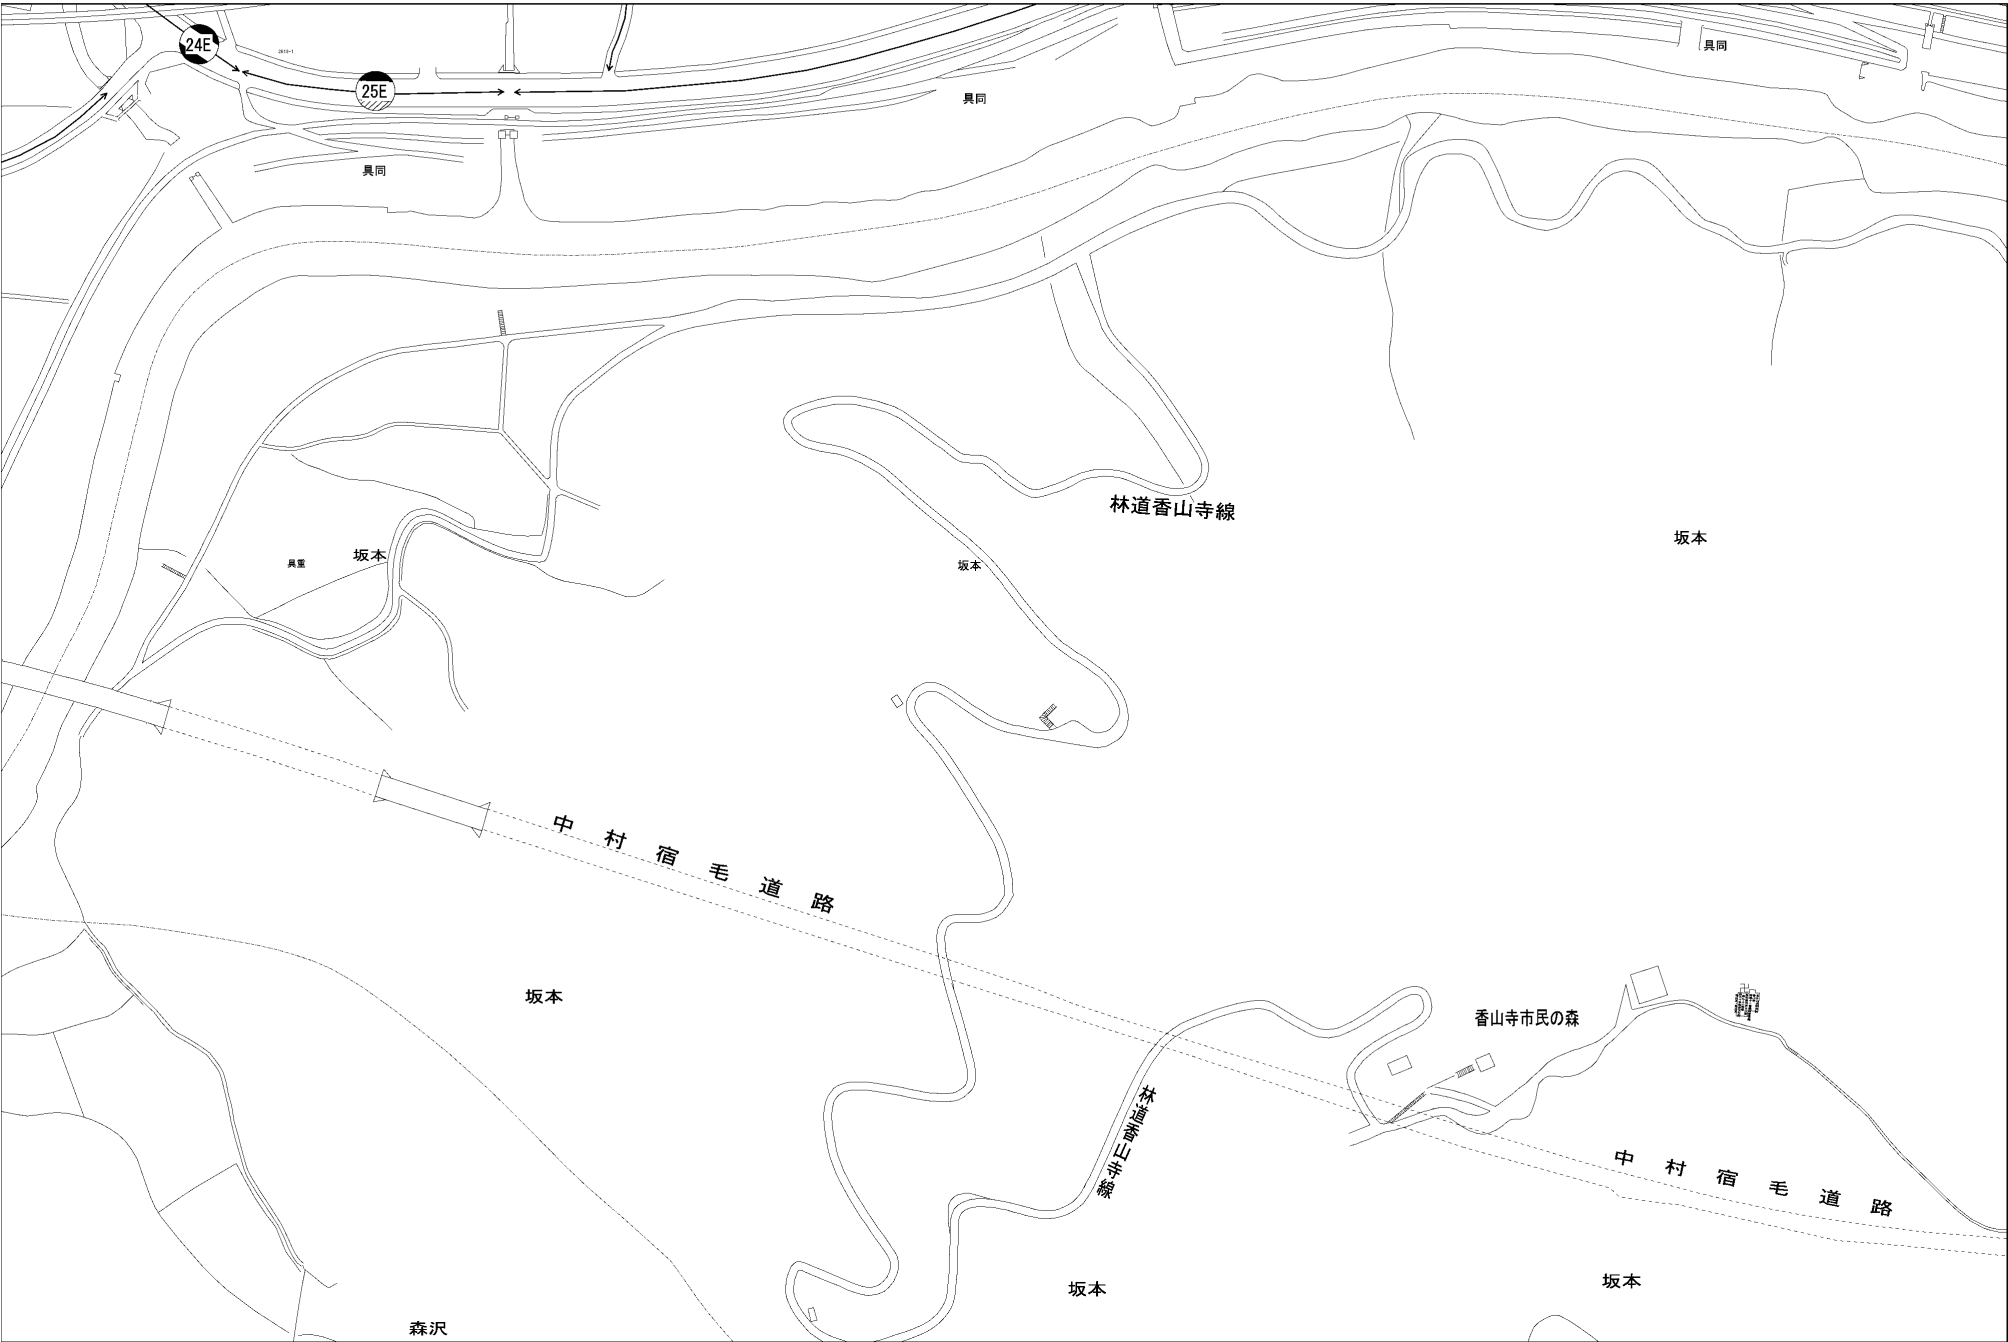 24E
25E
具同
具同
具同
林道香山寺線
坂本
坂本
具重
坂本
中村宿毛道路
坂本
香山寺市民の森
林道香山寺線
中村宿毛道路
坂本
坂本
森沢